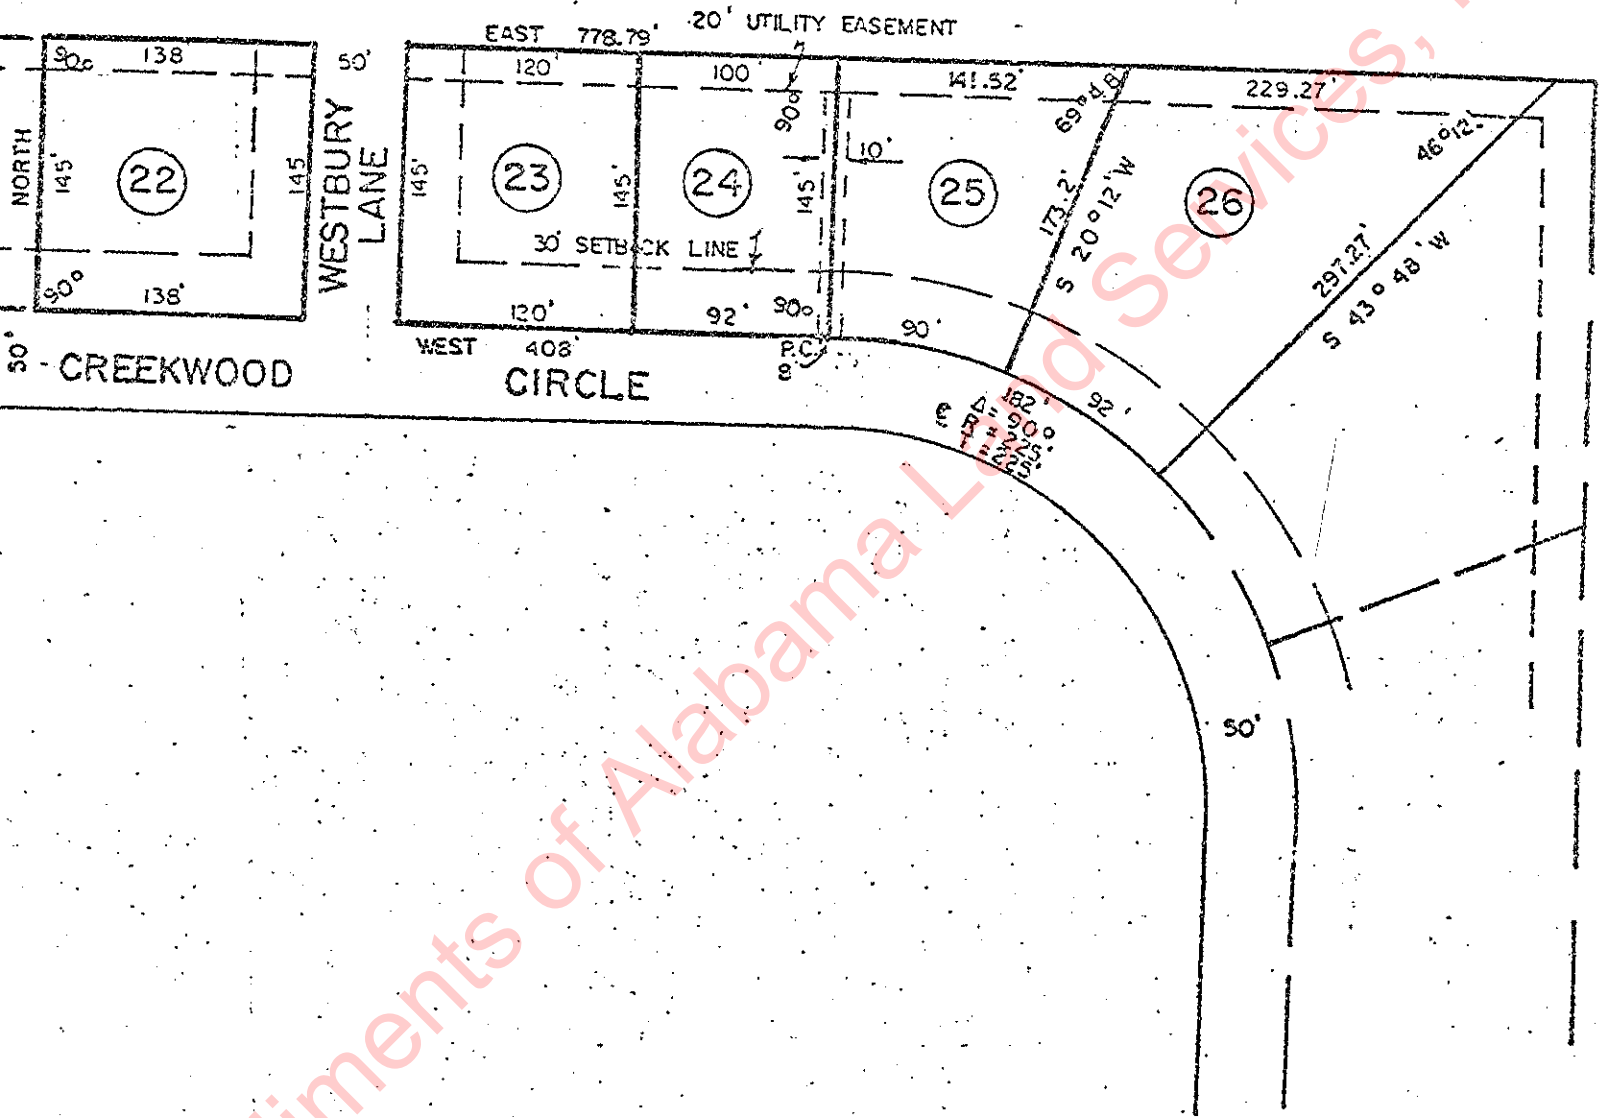 20' UTILITY EASEMENT
EAST 778.79'
90°
138'
50'
120'
100'
141.52'
229.27'
90°
46°12'
NORTH
145'
22
145
WESTBURY
LANE
145'
23
145'
24
145'
10'
25
173.2'
S 20°12'W
26
297.27'
S 43°48'W
30' SETBACK LINE
90°
138'
120'
92'
90°
90'
50'
CREEKWOOD
WEST 408'
CIRCLE
P.C.
8'
182'
92'
Δ = 90°
R = 225'
T = 225'
50'
iments of Alabama Land Services,